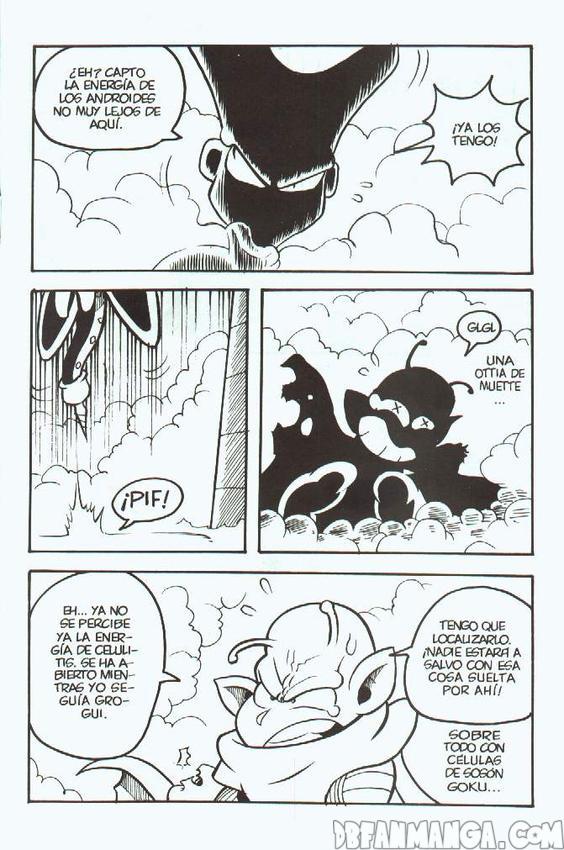 ¿EH? CAPTO
LA ENERGÍA DE
LOS ANDROIDES
NO MUY LEJOS DE
AQUÍ.
¡YA LOS
TENGO!
¡PIF!
GLGL
UNA
OTTIA DE
MUETTE
...
EH... YA NO
SE PERCIBE
YA LA ENER-
GÍA DE CELULI-
TIS. SE HA A-
BIERTO MIEN-
TRAS YO SE-
GUÍA GRO-
GUI.
TENGO QUE
LOCALIZARLO.
¡NADIE ESTARÁ A
SALVO CON ESA
COSA SUELTA
POR AHÍ!
SOBRE
TODO CON
CÉLULAS
DE SOSÓN
GOKU...
DBFANMANGA.COM